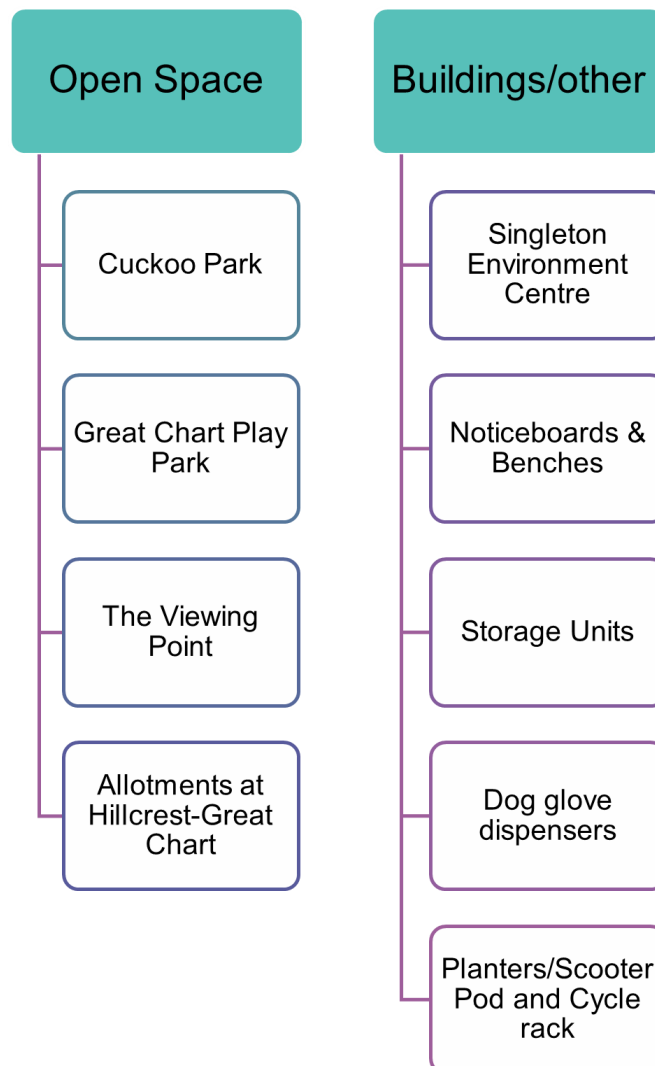 Open Space
Cuckoo Park
Great Chart Play
Park
The Viewing
Point
Allotments at
Hillcrest-Great
Chart
Buildings/other
Singleton
Environment
Centre
Noticeboards &
Benches
Storage Units
Dog glove
dispensers
Planters/Scooter
Pod and Cycle
rack